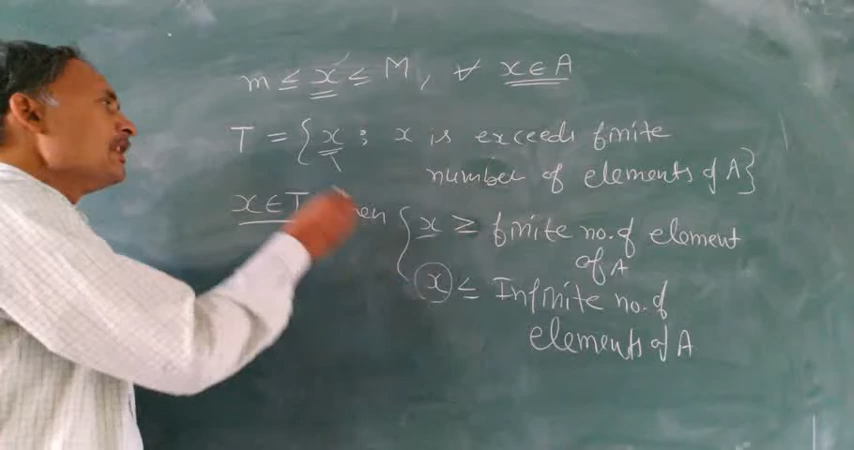 m ≤ x ≤ M, ∀ x ∈ A
T = { x ; x is exceeds finite
number of elements of A}
x ∈ T
{ x ≥ finite no. of element
of A
x ≤ Infinite no. of
elements of A